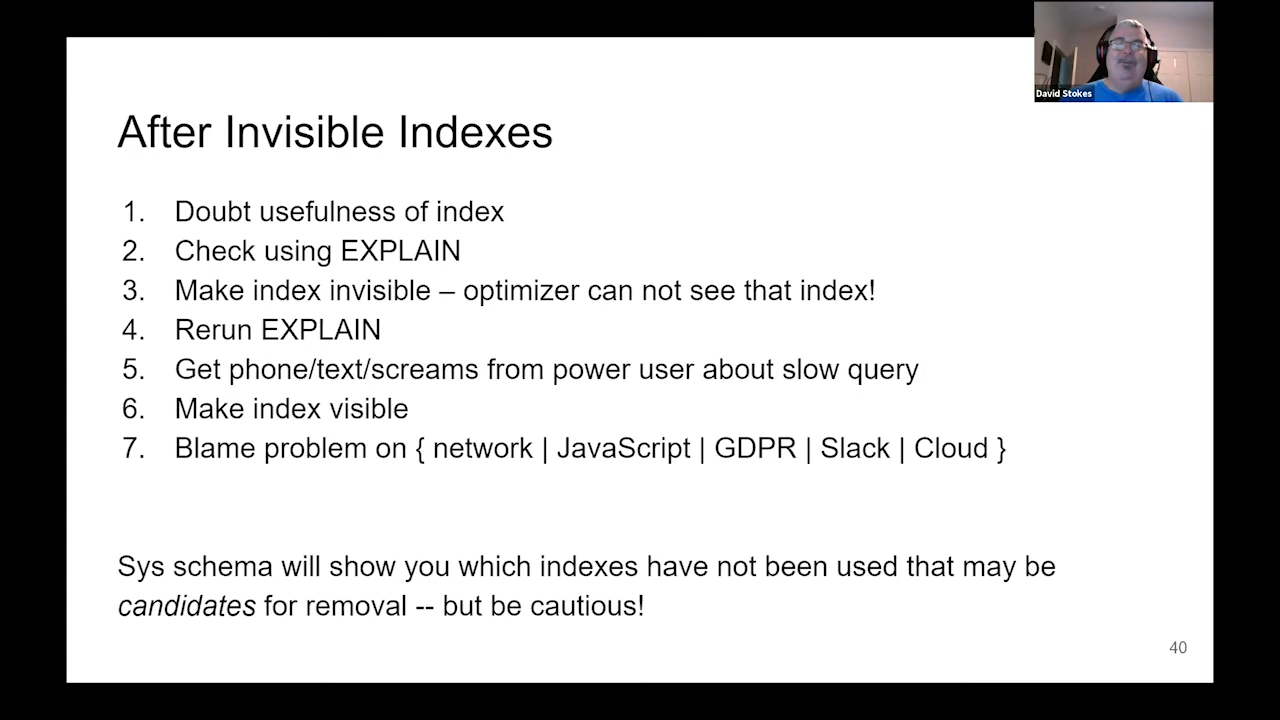 David Stokes
After Invisible Indexes
1. Doubt usefulness of index
2. Check using EXPLAIN
3. Make index invisible – optimizer can not see that index!
4. Rerun EXPLAIN
5. Get phone/text/screams from power user about slow query
6. Make index visible
7. Blame problem on { network | JavaScript | GDPR | Slack | Cloud }
Sys schema will show you which indexes have not been used that may be
candidates for removal -- but be cautious!
40